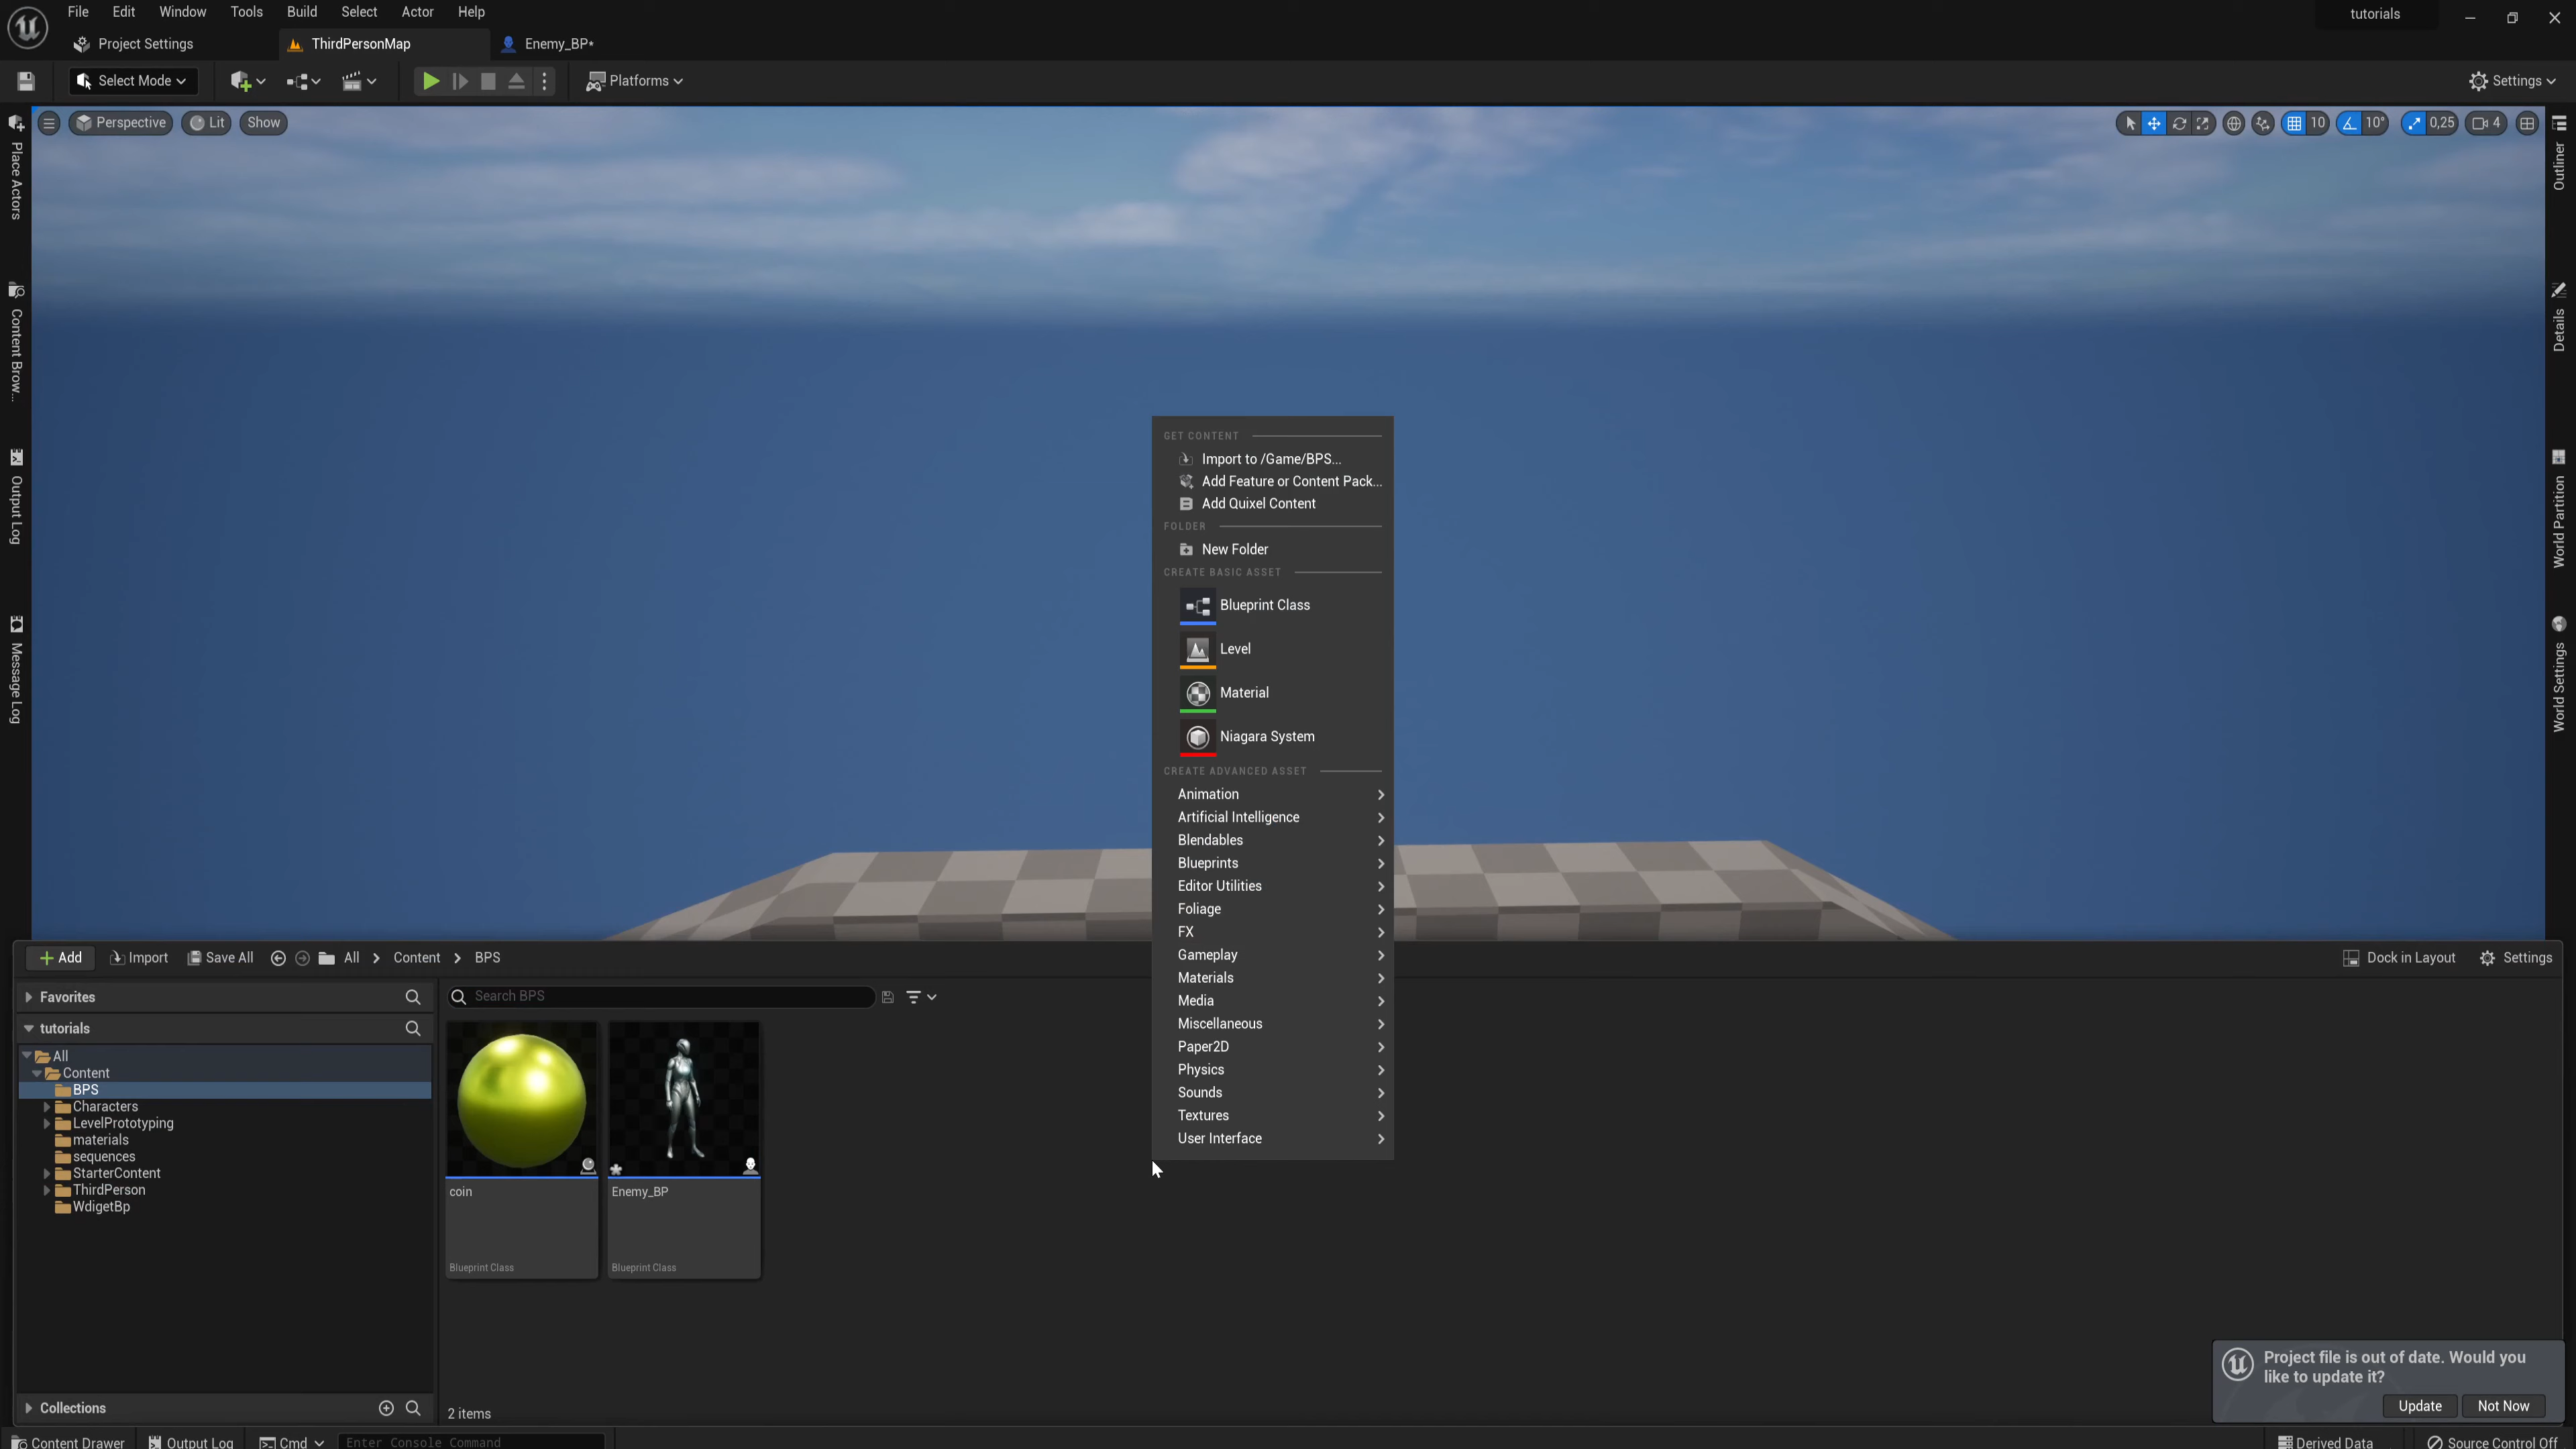 File Edit Window Tools Build Select Actor Help
tutorials
Project Settings
ThirdPersonMap
Enemy_BP*
Select Mode
Platforms
Settings
Perspective
Lit
Show
10
10°
0,25
4
Place Actors
Content Brow...
Output Log
Message Log
Outliner
Details
World Partition
World Settings
GET CONTENT
Import to /Game/BPS...
Add Feature or Content Pack...
Add Quixel Content
FOLDER
New Folder
CREATE BASIC ASSET
Blueprint Class
Level
Material
Niagara System
CREATE ADVANCED ASSET
Animation
Artificial Intelligence
Blendables
Blueprints
Editor Utilities
Foliage
FX
Gameplay
Materials
Media
Miscellaneous
Paper2D
Physics
Sounds
Textures
User Interface
Add
Import
Save All
All
Content
BPS
Dock in Layout
Settings
Favorites
Search BPS
tutorials
All
Content
BPS
Characters
LevelPrototyping
materials
sequences
StarterContent
ThirdPerson
WdigetBp
coin
Blueprint Class
Enemy_BP
Blueprint Class
Collections
2 items
Project file is out of date. Would you
like to update it?
Update
Not Now
Content Drawer
Output Log
Cmd
Enter Console Command
Derived Data
Source Control Off